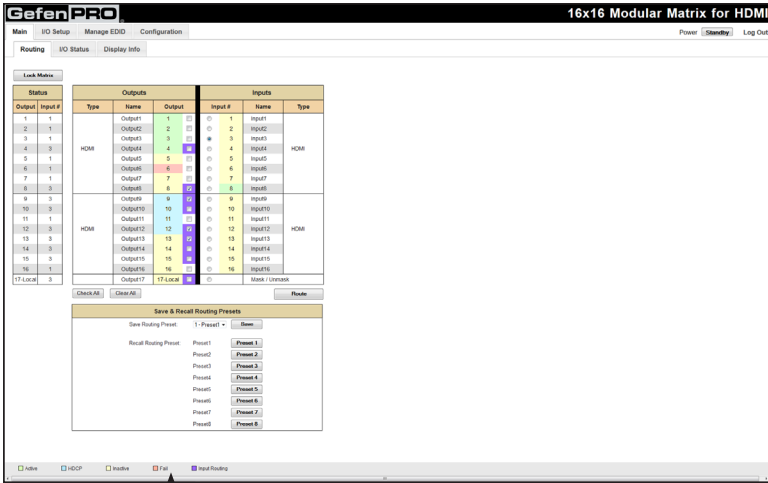 Gefen PRO 16x16 Modular Matrix for HDMI
Main I/O Setup Manage EDID Configuration Power Standby Log Out
Routing I/O Status Display Info
Lock Matrix
Status Outputs Inputs
Output Input # Type Name Output Input # Name Type
1 1 Output1 1 1 Input1
2 1 Output2 2 2 Input2
3 1 Output3 3 3 Input3
4 3 HDMI Output4 4 4 Input4 HDMI
5 1 Output5 5 5 Input5
6 1 Output6 6 6 Input6
7 1 Output7 7 7 Input7
8 3 Output8 8 8 Input8
9 3 Output9 9 9 Input9
10 3 Output10 10 10 Input10
11 1 Output11 11 11 Input11
12 3 HDMI Output12 12 12 Input12 HDMI
13 3 Output13 13 13 Input13
14 3 Output14 14 14 Input14
15 3 Output15 15 15 Input15
16 1 Output16 16 16 Input16
17-Local 3 Output17 17-Local Mask / Unmask
Check All Clear All Route
Save & Recall Routing Presets
Save Routing Preset: 1 - Preset1 Save
Recall Routing Preset: Preset1 Preset 1
Preset2 Preset 2
Preset3 Preset 3
Preset4 Preset 4
Preset5 Preset 5
Preset6 Preset 6
Preset7 Preset 7
Preset8 Preset 8
Active HDCP Inactive Fail Input Routing